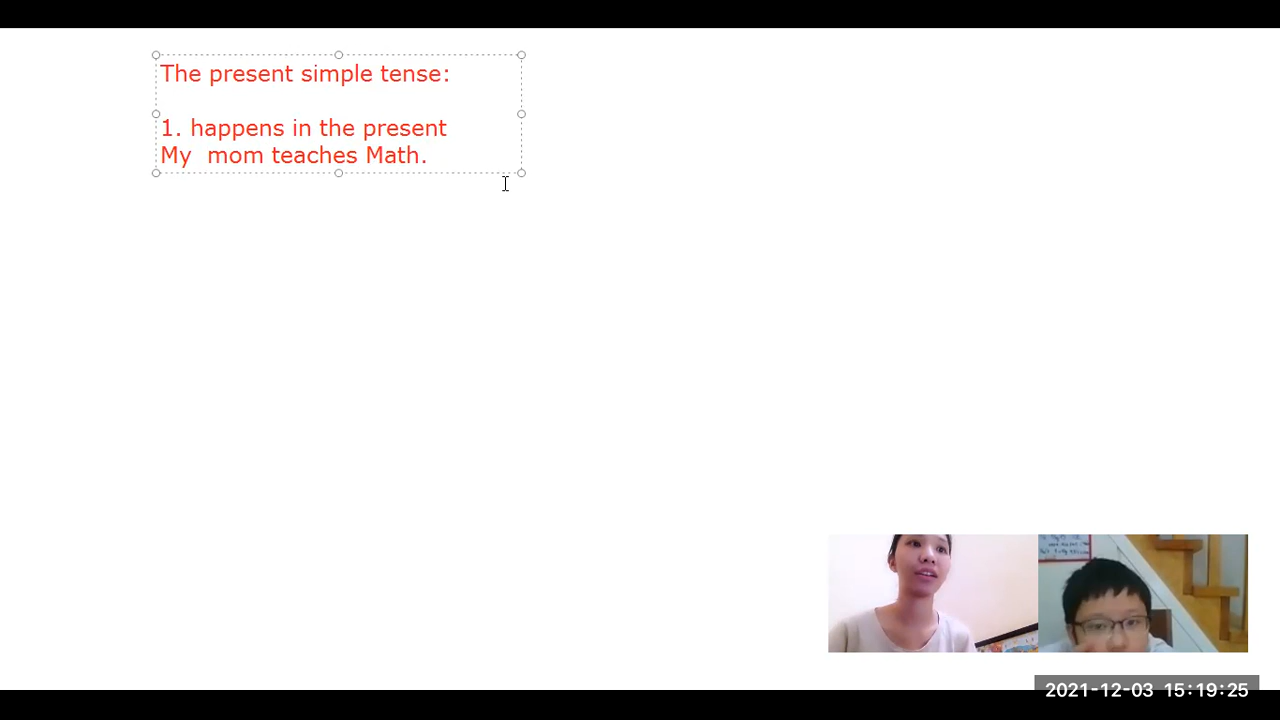 The present simple tense:
1. happens in the present
My  mom teaches Math.
2021-12-03 15:19:25